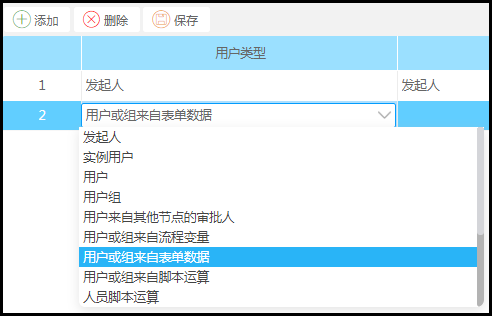 添加 删除 保存
用户类型
1 发起人 发起人
2 用户或组来自表单数据
发起人
实例用户
用户
用户组
用户来自其他节点的审批人
用户或组来自流程变量
用户或组来自表单数据
用户或组来自脚本运算
人员脚本运算